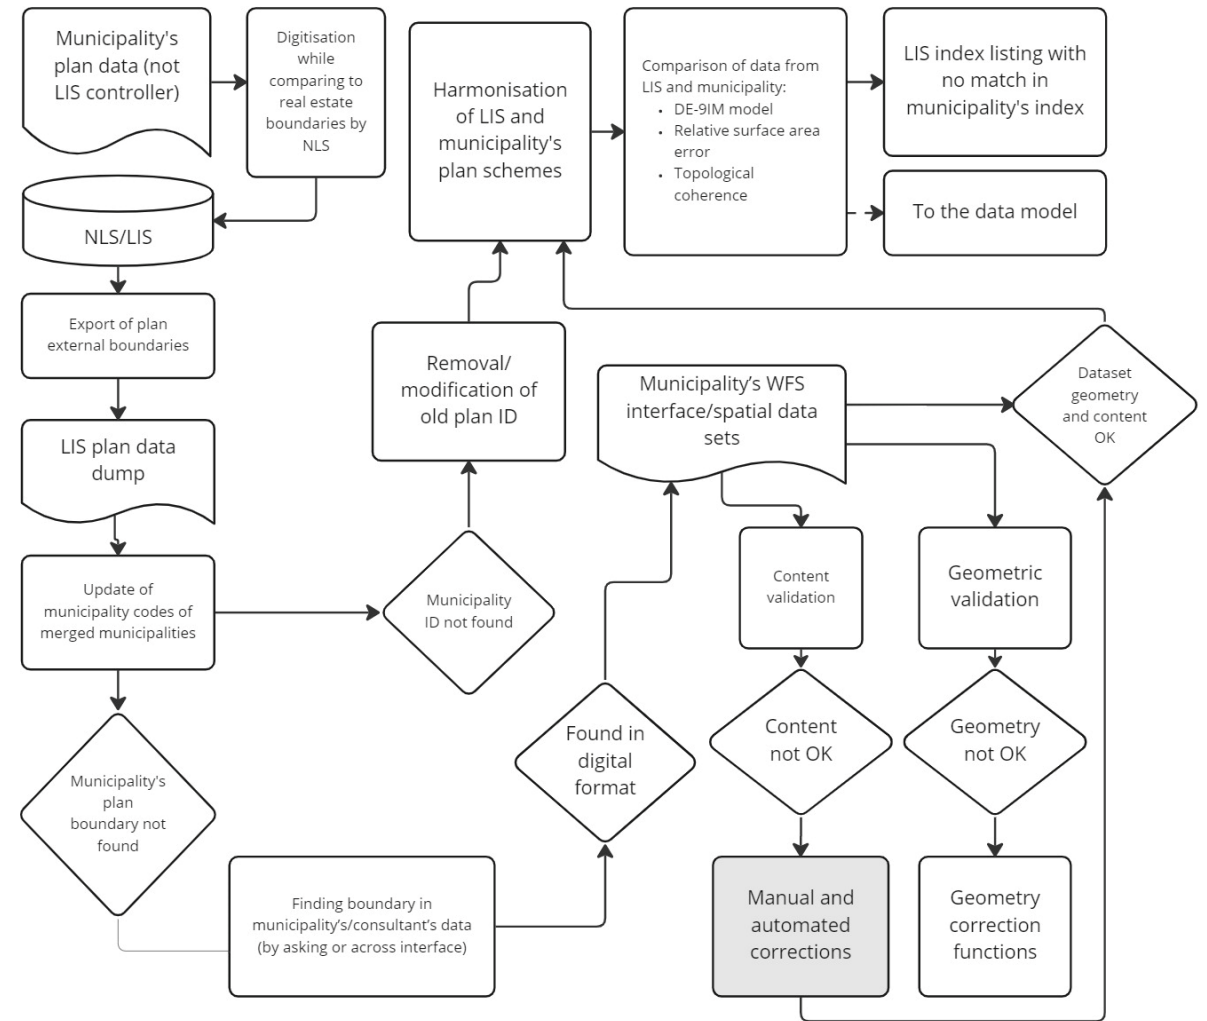 Municipality's
plan data (not
LIS controller)
Digitisation
while
comparing to
real estate
boundaries by
NLS
NLS/LIS
Export of plan
external boundaries
LIS plan data
dump
Update of
municipality codes of
merged municipalities
Municipality's
plan
boundary not
found
Finding boundary in
municipality’s/consultant’s data
(by asking or across interface)
Municipality
ID not found
Removal/
modification of
old plan ID
Harmonisation
of LIS and
municipality's
plan schemes
Comparison of data from
LIS and municipality:
• DE-9IM model
• Relative surface area
error
• Topological
coherence
LIS index listing with
no match in
municipality's index
To the data model
Found in
digital
format
Municipality’s WFS
interface/spatial data
sets
Dataset
geometry
and content
OK
Content
validation
Geometric
validation
Content
not OK
Geometry
not OK
Manual and
automated
corrections
Geometry
correction
functions